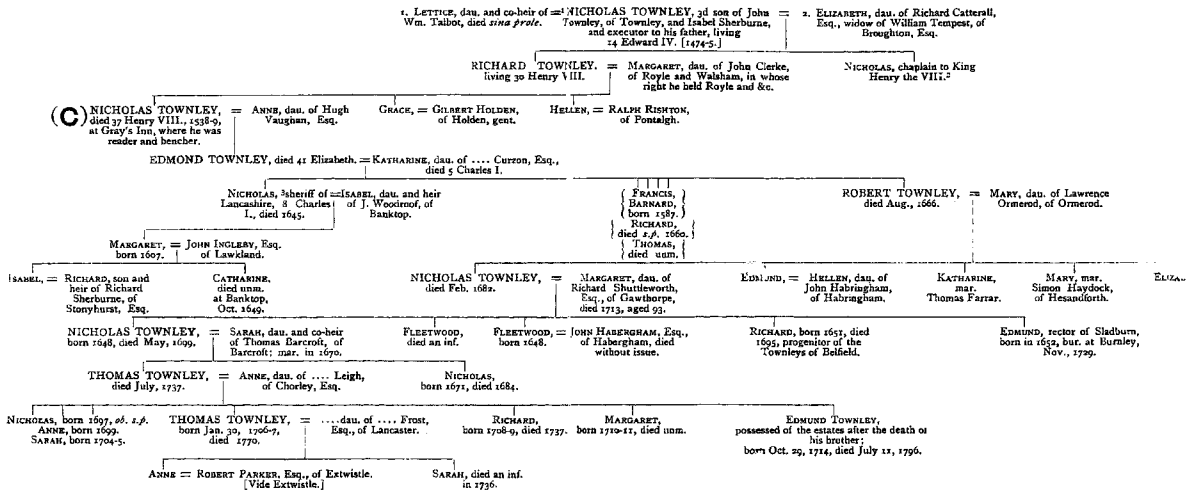 1. LETTICE, dau. and co-heir of =¹ NICHOLAS TOWNLEY, 3d son of John = 2. ELIZABETH, dau. of Richard Catterall,
Wm. Talbot, died sina prole. Townley, of Townley, and Isabel Sherburne, Esq., widow of William Tempest, of
and executor to his father, living Broughton, Esq.
14 Edward IV. [1474-5.]
RICHARD TOWNLEY. = MARGARET, dau. of John Clerke, NICHOLAS, chaplain to King
living 30 Henry VIII. of Royle and Walsham, in whose Henry the VIII.²
right he held Royle and &c.
(C) NICHOLAS TOWNLEY, = ANNE, dau. of Hugh GRACE, = GILBERT HOLDEN, HELLEN, = RALPH RISHTON,
died 37 Henry VIII., 1538-9, Vaughan, Esq. of Holden, gent. of Pontalgh.
at Gray's Inn, where he was
reader and bencher.
EDMOND TOWNLEY, died 41 Elizabeth. = KATHARINE, dau. of .... Curzon, Esq.,
died 5 Charles I.
NICHOLAS, ³sheriff of = ISABEL, dau. and heir { FRANCIS, } ROBERT TOWNLEY, = MARY, dau. of Lawrence
Lancashire, 8 Charles of J. Woodroof, of { BARNARD, } died Aug., 1666. Ormerod, of Ormerod.
I., died 1645. Banktop. { born 1587. }
{ RICHARD, }
{ died s.p. 1660. }
MARGARET, = JOHN INGLEBY, Esq. { THOMAS, }
born 1607. of Lawkland. { died unm. }
ISABEL, = RICHARD, son and CATHARINE, NICHOLAS TOWNLEY, = MARGARET, dau. of EDMUND, = HELLEN, dau. of KATHARINE, MARY, mar. ELIZA..
heir of Richard died unm. died Feb. 1682. Richard Shuttleworth, John Habringham, mar. Simon Haydock,
Sherburne, of at Banktop, Esq., of Gawthorpe, of Habringham. Thomas Farrar. of Hesandforth.
Stonyhurst, Esq. Oct. 1649. died 1713, aged 93.
NICHOLAS TOWNLEY = SARAH, dau. and co-heir FLEETWOOD, FLEETWOOD, = JOHN HABERGHAM, Esq., RICHARD, born 1651, died EDMUND, rector of Sladburn,
born 1648, died May, 1699. of Thomas Barcroft, of died an inf. born 1648. of Habergham, died 1695, progenitor of the born in 1652, bur. at Burnley,
Barcroft; mar. in 1670. without issue. Townleys of Belfield. Nov., 1729.
THOMAS TOWNLEY, = ANNE, dau. of .... Leigh, NICHOLAS,
died July, 1737. of Chorley, Esq. born 1671, died 1684.
NICHOLAS, born 1697, ob. s.p. THOMAS TOWNLEY, = ....dau. of .... Frost, RICHARD, MARGARET, EDMUND TOWNLEY,
ANNE, born 1699. born Jan. 30, 1706-7, Esq., of Lancaster. born 1708-9, died 1737. born 1710-11, died unm. possessed of the estates after the death of
SARAH, born 1704-5. died 1770. his brother;
born Oct. 29, 1714, died July 11, 1796.
ANNE = ROBERT PARKER, Esq., of Extwistle. SARAH, died an inf.
[Vide Extwistle.] in 1736.